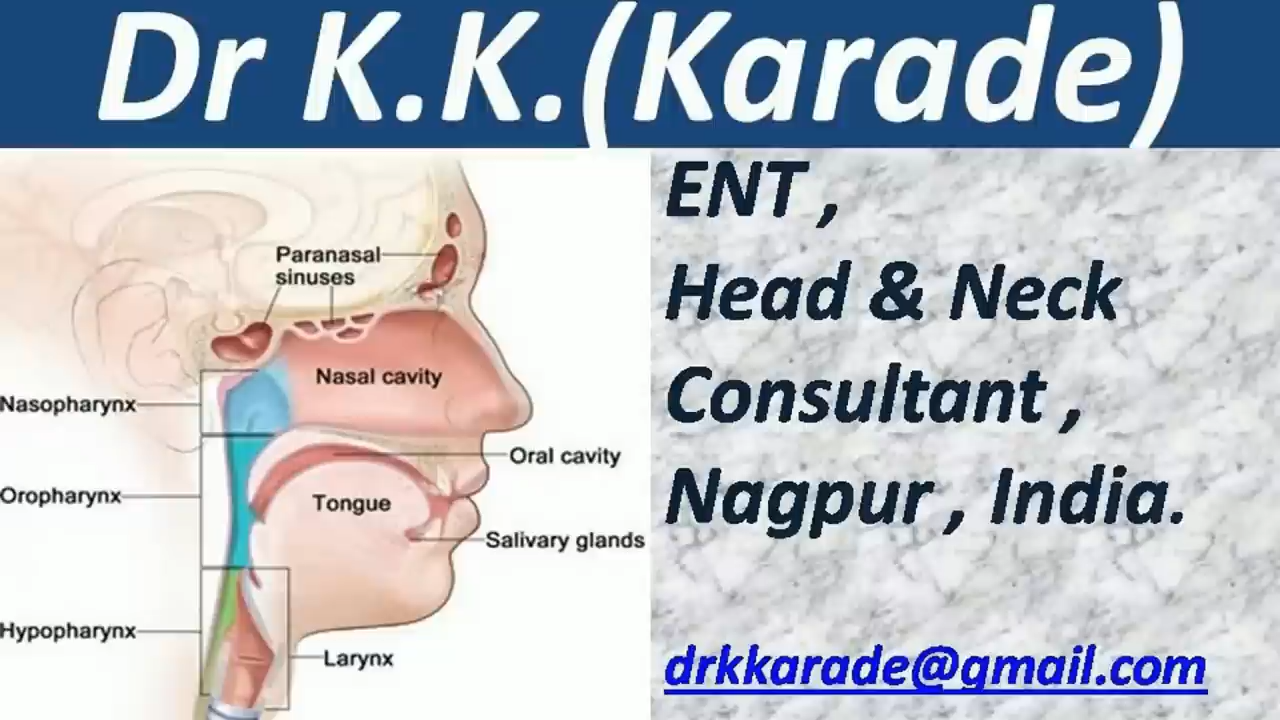 Dr K.K.(Karade)
Paranasal
sinuses
Nasal cavity
Nasopharynx
Oral cavity
Oropharynx
Tongue
Salivary glands
Hypopharynx
Larynx
ENT ,
Head & Neck
Consultant ,
Nagpur , India.
drkkarade@gmail.com